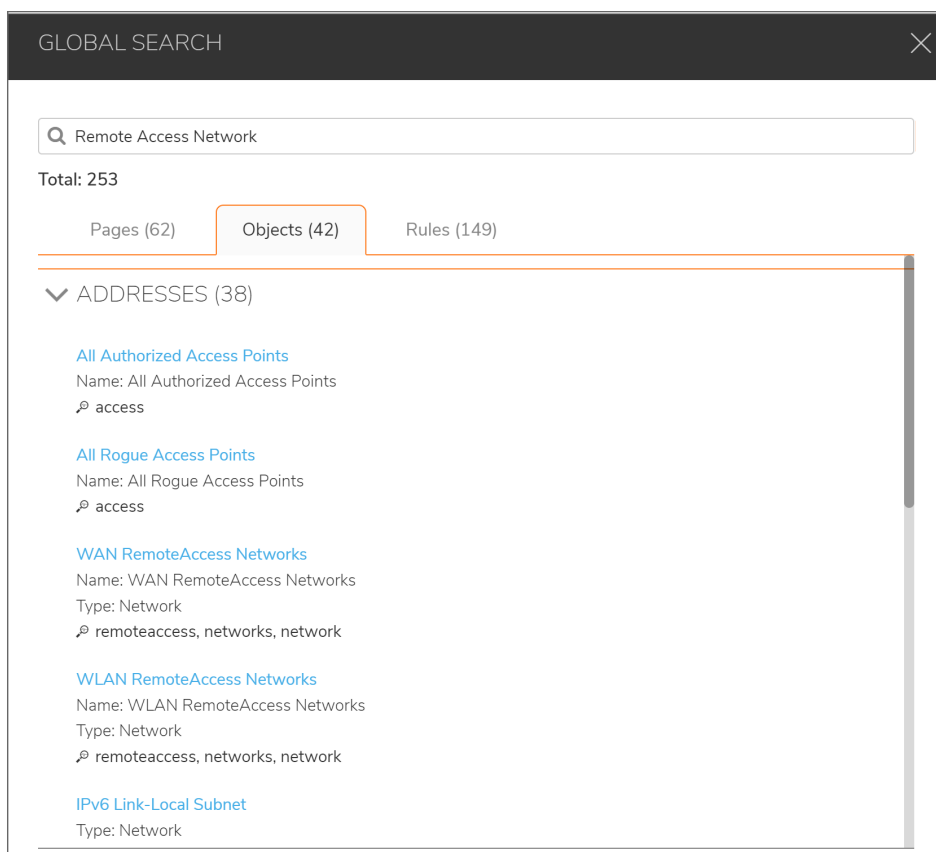 GLOBAL SEARCH
Remote Access Network
Total: 253
Pages (62) Objects (42) Rules (149)
ADDRESSES (38)
All Authorized Access Points
Name: All Authorized Access Points
access
All Rogue Access Points
Name: All Rogue Access Points
access
WAN RemoteAccess Networks
Name: WAN RemoteAccess Networks
Type: Network
remoteaccess, networks, network
WLAN RemoteAccess Networks
Name: WLAN RemoteAccess Networks
Type: Network
remoteaccess, networks, network
IPv6 Link-Local Subnet
Type: Network